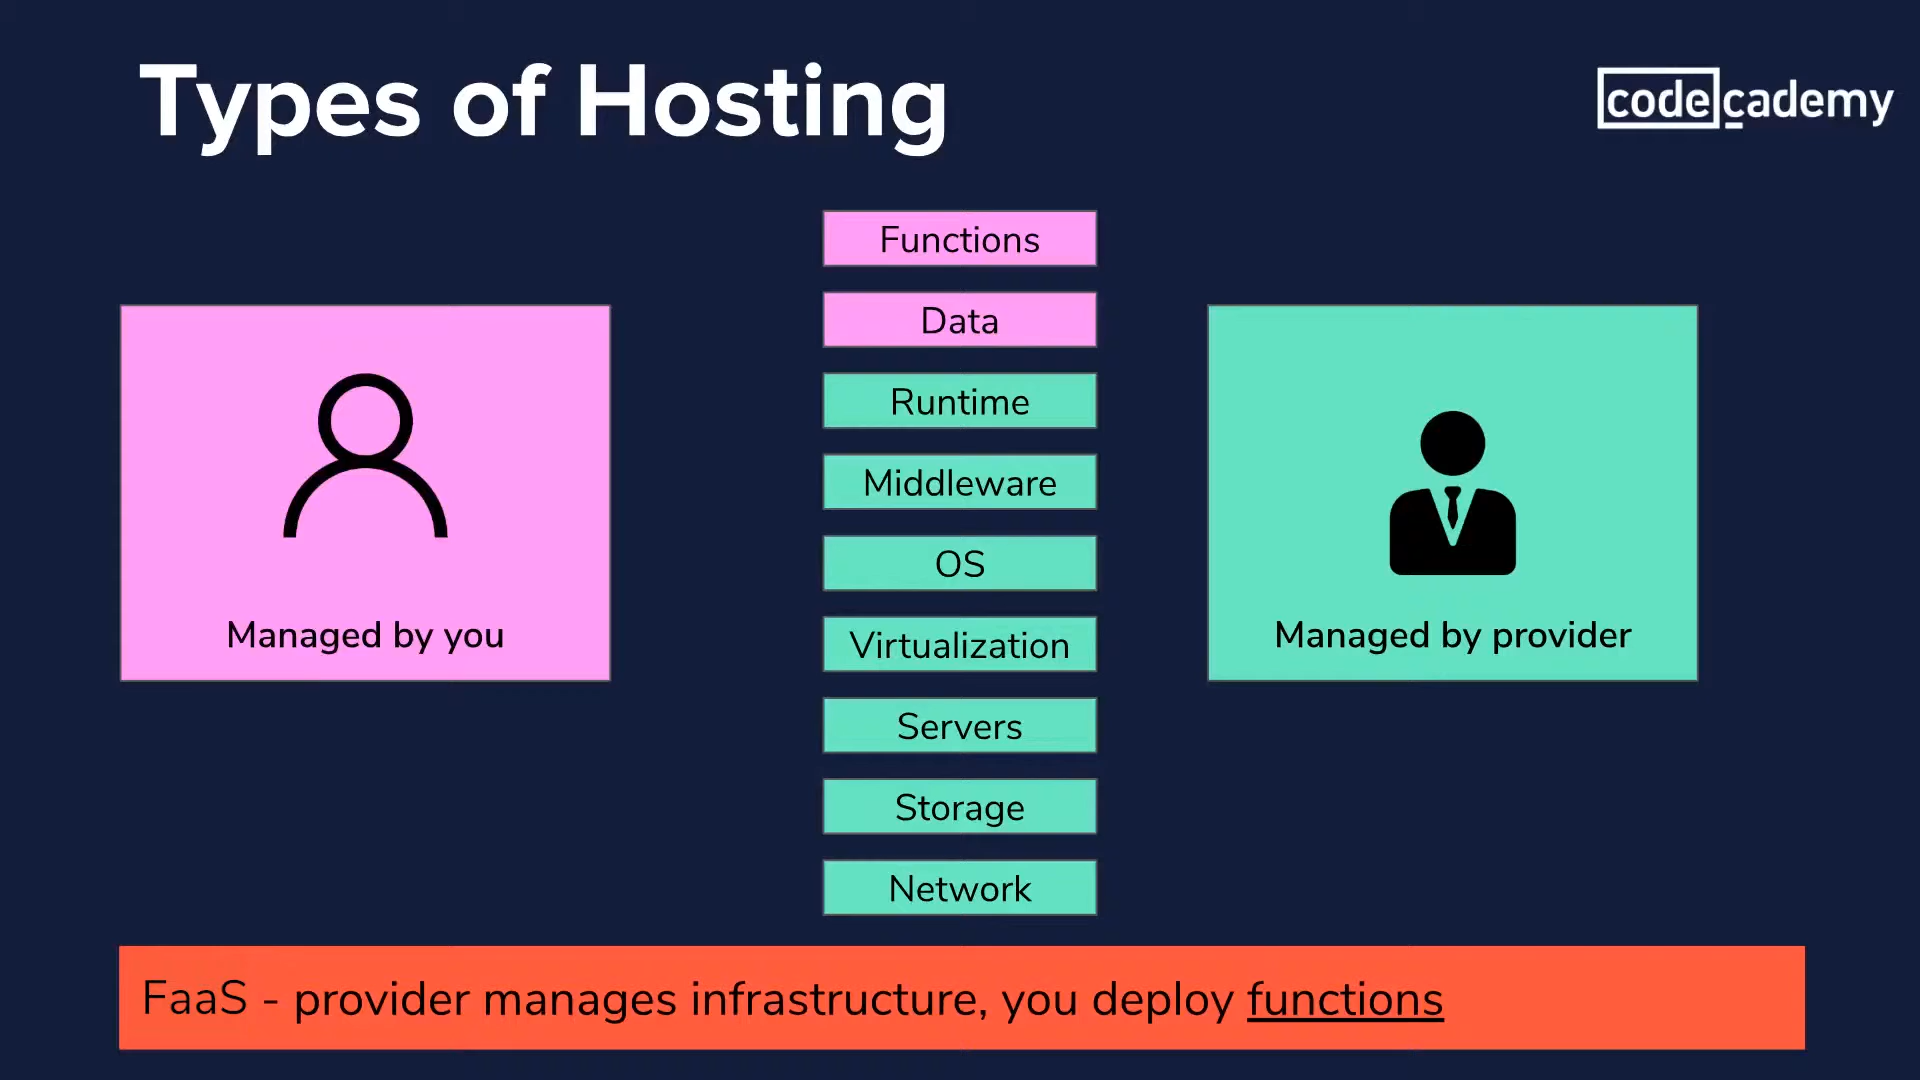 Types of Hosting
codecademy
Functions
Data
Runtime
Middleware
OS
Virtualization
Servers
Storage
Network
Managed by you
Managed by provider
FaaS - provider manages infrastructure, you deploy functions